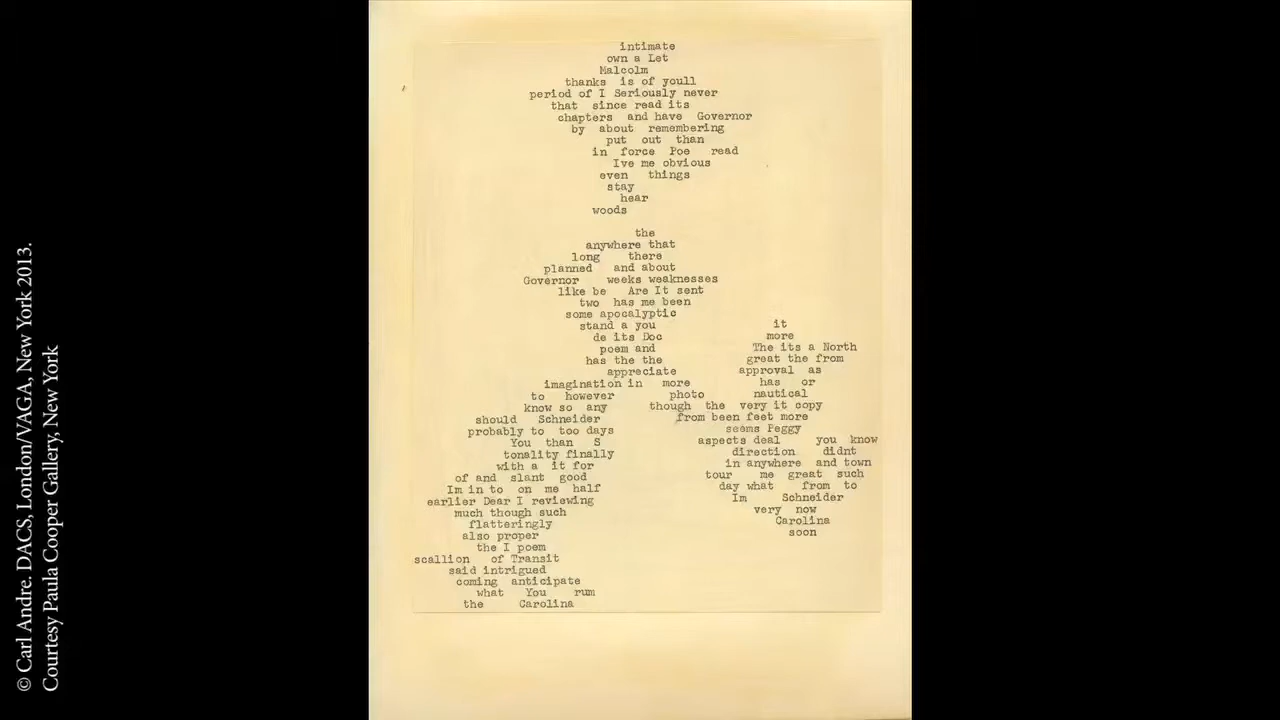 intimate
own a Let
Malcolm
thanks is of youll
period of I Seriously never
that since read its
chapters and have Governor
by about remembering
put out than
in force Poe read
Ive me obvious
even things
stay
hear
woods
the
anywhere that
long there
planned and about
Governor weeks weaknesses
like be Are It sent
two has me been
some apocalyptic
stand a you
it
de its Doc
more
poem and
The its a North
has the the
great the from
appreciate
approval as
imagination in more
has or
to however photo
nautical
know so any though the very it copy
should Schneider from been feet more
probably to too days seems Peggy
You than S aspects deal you know
tonality finally direction didnt
with a it for in anywhere and town
of and slant good tour me great such
Im in to on me half day what from to
earlier Dear I reviewing Im Schneider
much though such very now
flatteringly Carolina
also proper soon
the I poem
scallion of Transit
said intrigued
coming anticipate
what You rum
the Carolina
© Carl Andre. DACS, London/VAGA, New York 2013.
Courtesy Paula Cooper Gallery, New York